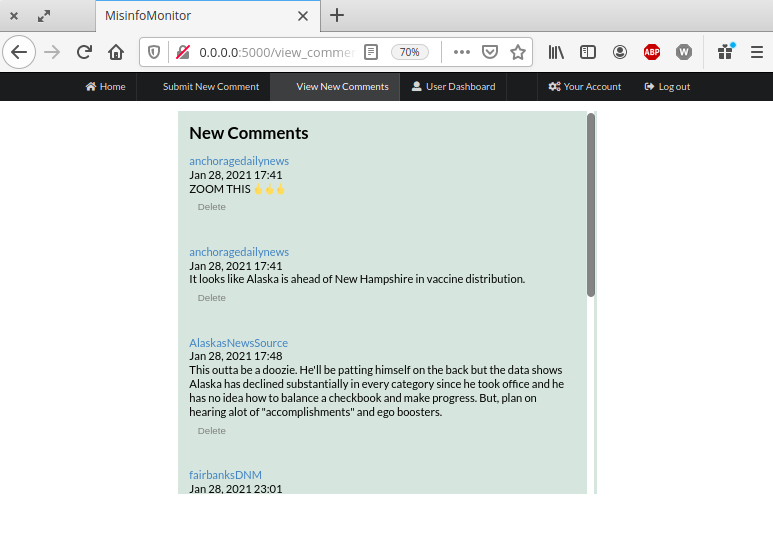 MisinfoMonitor
0.0.0.0:5000/view_comme
70%
ABP
W
Home
Submit New Comment
View New Comments
User Dashboard
Your Account
Log out
New Comments
anchoragedailynews
Jan 28, 2021 17:41
ZOOM THIS 🖕🖕🖕
Delete
anchoragedailynews
Jan 28, 2021 17:41
It looks like Alaska is ahead of New Hampshire in vaccine distribution.
Delete
AlaskasNewsSource
Jan 28, 2021 17:48
This outta be a doozie. He'll be patting himself on the back but the data shows
Alaska has declined substantially in every category since he took office and he
has no idea how to balance a checkbook and make progress. But, plan on
hearing alot of "accomplishments" and ego boosters.
Delete
fairbanksDNM
Jan 28, 2021 23:01